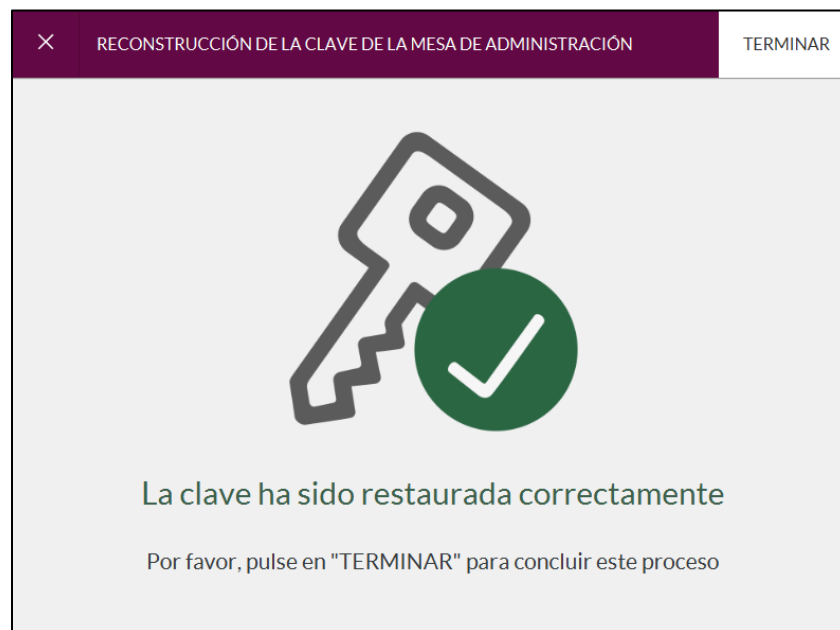 RECONSTRUCCIÓN DE LA CLAVE DE LA MESA DE ADMINISTRACIÓN
TERMINAR
La clave ha sido restaurada correctamente
Por favor, pulse en "TERMINAR" para concluir este proceso